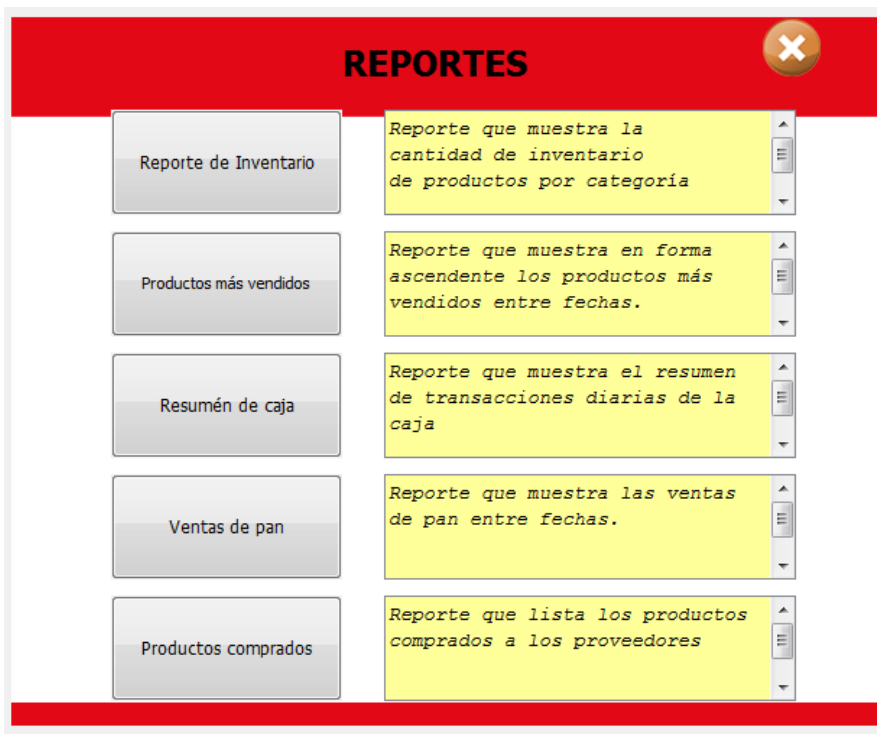 REPORTES
Reporte de Inventario
Reporte que muestra la
cantidad de inventario
de productos por categoría
Productos más vendidos
Reporte que muestra en forma
ascendente los productos más
vendidos entre fechas.
Resumén de caja
Reporte que muestra el resumen
de transacciones diarias de la
caja
Ventas de pan
Reporte que muestra las ventas
de pan entre fechas.
Productos comprados
Reporte que lista los productos
comprados a los proveedores